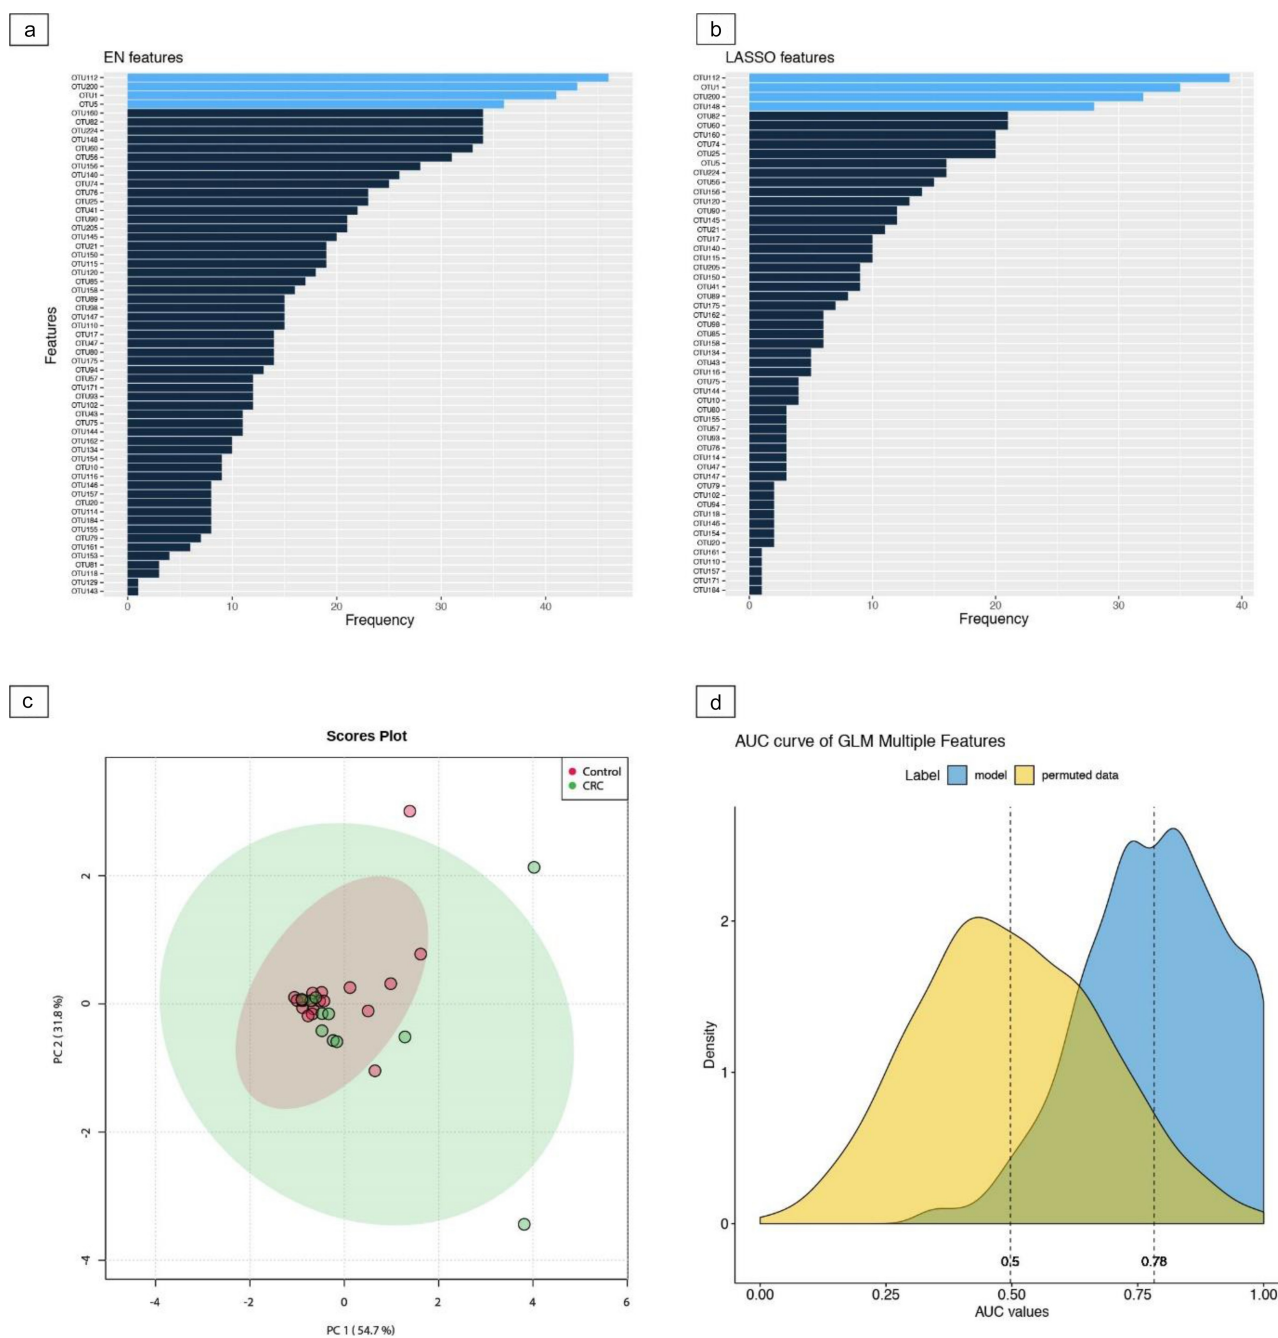 a
EN features
OTU112
OTU200
OTU1
OTU5
OTU160
OTU82
OTU224
OTU148
OTU60
OTU56
OTU156
OTU140
OTU74
OTU76
OTU25
OTU41
OTU90
OTU205
OTU145
OTU21
OTU150
OTU115
OTU120
OTU85
OTU158
OTU89
OTU98
OTU147
OTU110
OTU17
OTU47
OTU80
OTU175
OTU94
OTU57
OTU171
OTU93
OTU102
OTU43
OTU75
OTU144
OTU162
OTU134
OTU154
OTU10
OTU116
OTU146
OTU157
OTU20
OTU114
OTU184
OTU155
OTU79
OTU161
OTU153
OTU81
OTU118
OTU129
OTU143
Features
0 10 20 30 40
Frequency
b
LASSO features
OTU112
OTU1
OTU200
OTU148
OTU82
OTU60
OTU160
OTU74
OTU25
OTU5
OTU224
OTU56
OTU156
OTU120
OTU90
OTU145
OTU21
OTU17
OTU140
OTU115
OTU205
OTU150
OTU41
OTU89
OTU175
OTU162
OTU98
OTU85
OTU158
OTU134
OTU43
OTU116
OTU75
OTU144
OTU10
OTU80
OTU155
OTU57
OTU93
OTU76
OTU114
OTU47
OTU147
OTU79
OTU102
OTU94
OTU118
OTU146
OTU154
OTU20
OTU161
OTU110
OTU157
OTU171
OTU184
0 10 20 30 40
Frequency
c
Scores Plot
Control
CRC
PC 2 ( 31.8 %)
2
0
-2
-4
-4 -2 0 2 4 6
PC 1 ( 54.7 %)
d
AUC curve of GLM Multiple Features
Label model permuted data
Density
2
1
0
0.5 0.78
0.00 0.25 0.50 0.75 1.00
AUC values